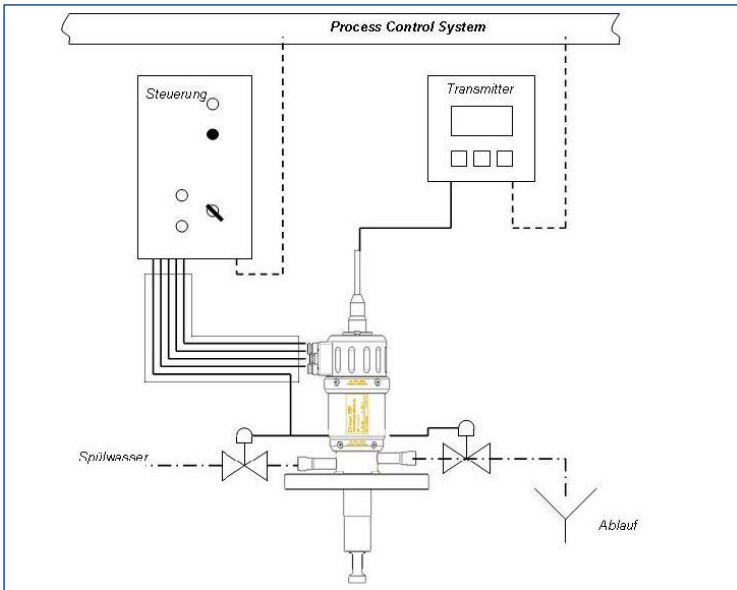 Process Control System
Steuerung
Transmitter
Spülwasser
Ablauf